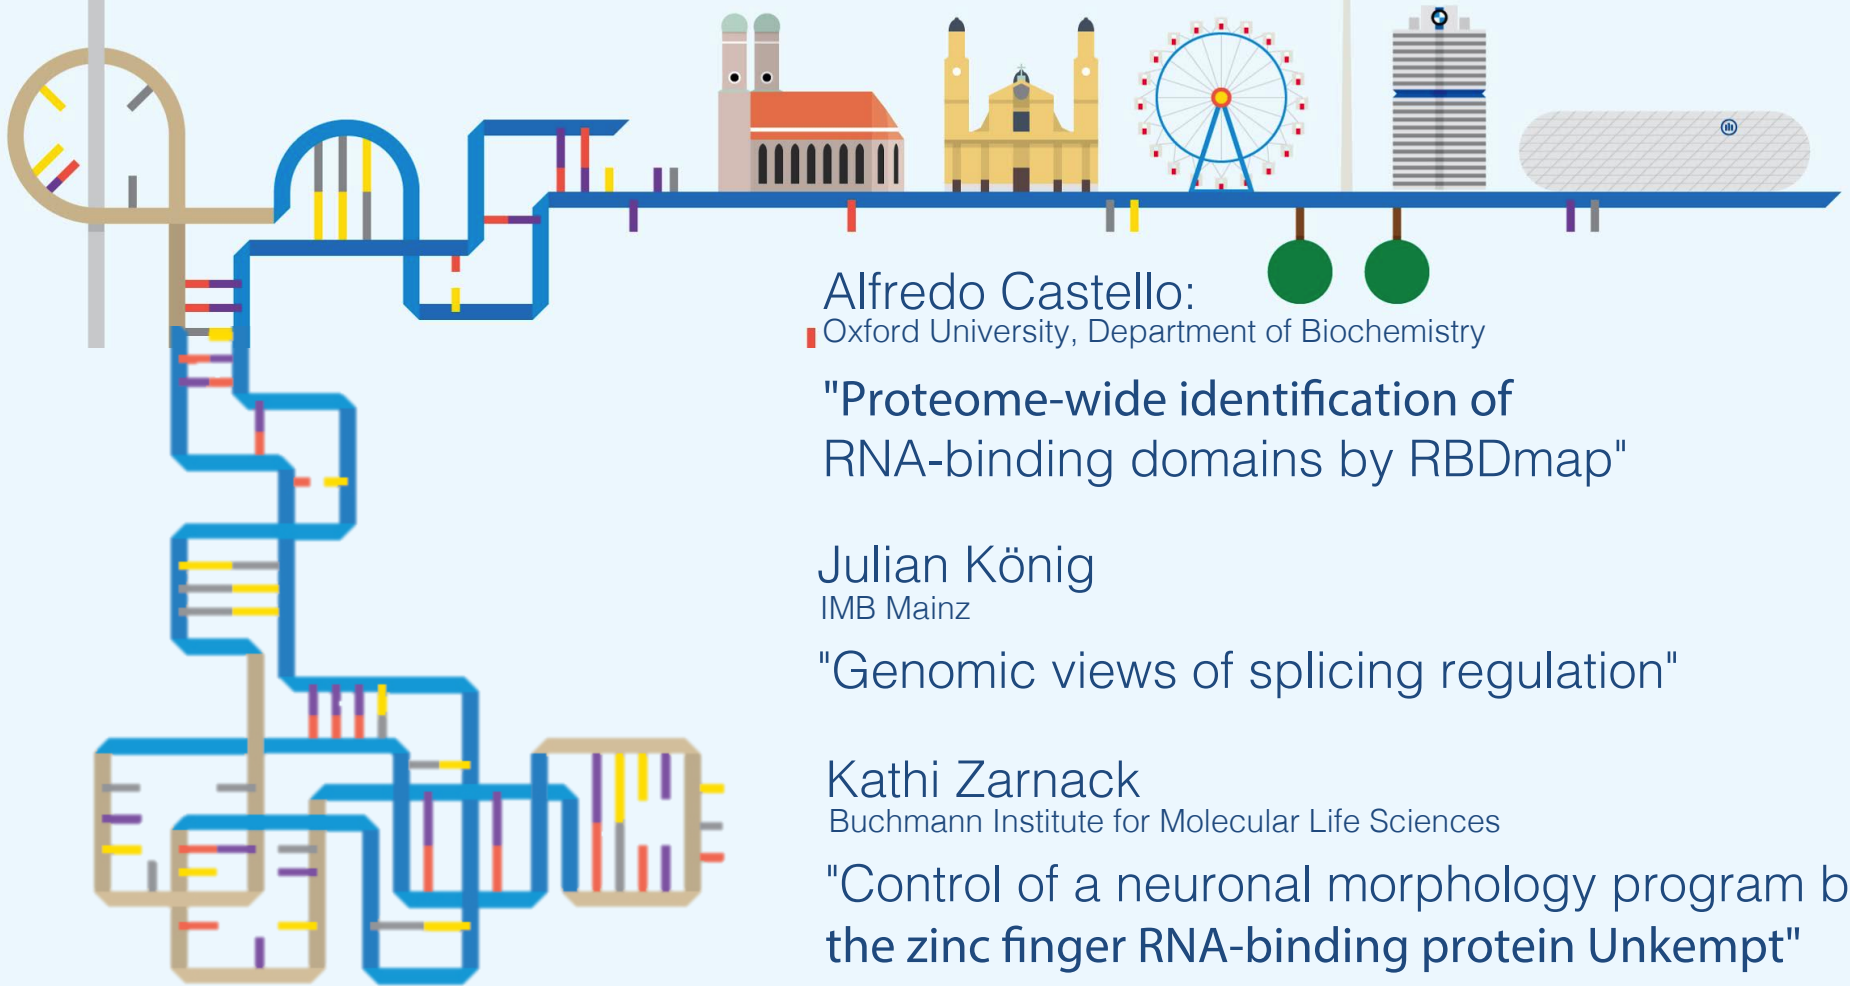 Alfredo Castello:
Oxford University, Department of Biochemistry
"Proteome-wide identification of
RNA-binding domains by RBDmap"
Julian König
IMB Mainz
"Genomic views of splicing regulation"
Kathi Zarnack
Buchmann Institute for Molecular Life Sciences
"Control of a neuronal morphology program b
the zinc finger RNA-binding protein Unkempt"